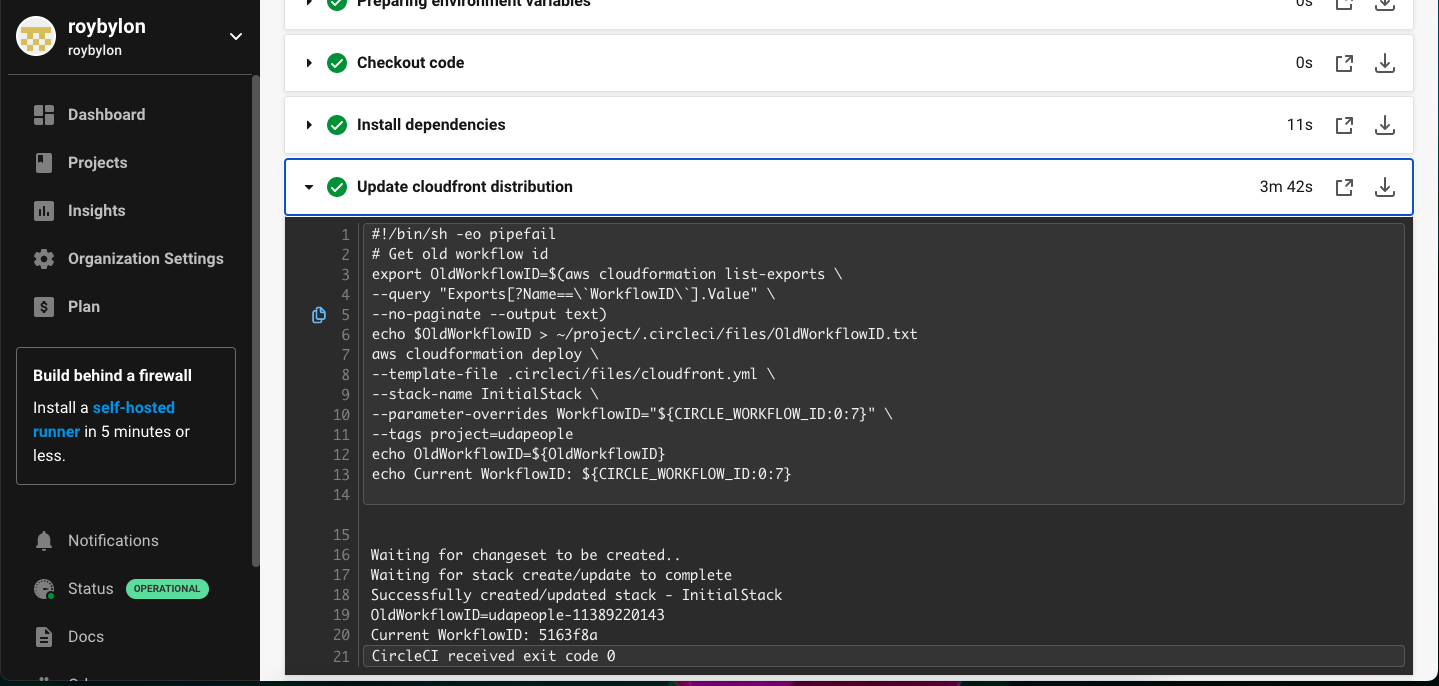 roybylon
roybylon
Dashboard
Projects
Insights
Organization Settings
Plan
Build behind a firewall
Install a self-hosted
runner in 5 minutes or
less.
Notifications
Status OPERATIONAL
Docs
Preparing environment variables 0s
Checkout code 0s
Install dependencies 11s
Update cloudfront distribution 3m 42s
1 #!/bin/sh -eo pipefail
2 # Get old workflow id
3 export OldWorkflowID=$(aws cloudformation list-exports \
4 --query "Exports[?Name==\`WorkflowID\`].Value" \
5 --no-paginate --output text)
6 echo $OldWorkflowID > ~/project/.circleci/files/OldWorkflowID.txt
7 aws cloudformation deploy \
8 --template-file .circleci/files/cloudfront.yml \
9 --stack-name InitialStack \
10 --parameter-overrides WorkflowID="${CIRCLE_WORKFLOW_ID:0:7}" \
11 --tags project=udapeople
12 echo OldWorkflowID=${OldWorkflowID}
13 echo Current WorkflowID: ${CIRCLE_WORKFLOW_ID:0:7}
14
15
16 Waiting for changeset to be created..
17 Waiting for stack create/update to complete
18 Successfully created/updated stack - InitialStack
19 OldWorkflowID=udapeople-11389220143
20 Current WorkflowID: 5163f8a
21 CircleCI received exit code 0